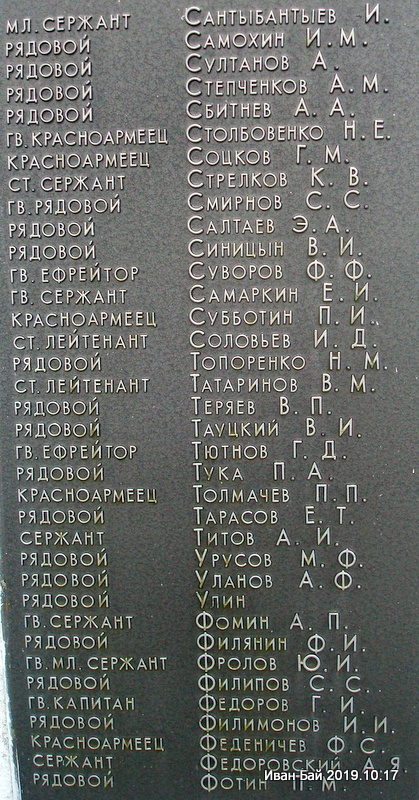 МЛ. СЕРЖАНТ САНТЫБАНТЫЕВ И.
РЯДОВОЙ САМОХИН И.М.
РЯДОВОЙ СУЛТАНОВ А.
РЯДОВОЙ СТЕПЧЕНКОВ А.М.
РЯДОВОЙ СБИТНЕВ А.А.
ГВ. КРАСНОАРМЕЕЦ СТОЛБОВЕНКО Н.Е.
КРАСНОАРМЕЕЦ СОЦКОВ Г.М.
СТ. СЕРЖАНТ СТРЕЛКОВ К.В.
ГВ. РЯДОВОЙ СМИРНОВ С.С.
РЯДОВОЙ САЛТАЕВ Э.А.
РЯДОВОЙ СИНИЦЫН В.И.
ГВ. ЕФРЕЙТОР СУВОРОВ Ф.Ф.
ГВ. СЕРЖАНТ САМАРКИН Е.И.
КРАСНОАРМЕЕЦ СУББОТИН П.И.
СТ. ЛЕЙТЕНАНТ СОЛОВЬЕВ И.Д.
РЯДОВОЙ ТОПОРЕНКО Н.М.
СТ. ЛЕЙТЕНАНТ ТАТАРИНОВ В.М.
РЯДОВОЙ ТЕРЯЕВ В.П.
РЯДОВОЙ ТАУЦКИЙ В.И.
ГВ. ЕФРЕЙТОР ТЮТНОВ Г.Д.
РЯДОВОЙ ТУКА П.А.
КРАСНОАРМЕЕЦ ТОЛМАЧЕВ П.П.
РЯДОВОЙ ТАРАСОВ Е.Т.
СЕРЖАНТ ТИТОВ А.И.
РЯДОВОЙ УРУСОВ М.Ф.
РЯДОВОЙ УЛАНОВ А.Ф.
РЯДОВОЙ УЛИН
ГВ. СЕРЖАНТ ФОМИН А.П.
РЯДОВОЙ ФИЛЯНИН Ф.И.
ГВ. МЛ. СЕРЖАНТ ФРОЛОВ Ю.И.
РЯДОВОЙ ФИЛИПОВ С.С.
ГВ. КАПИТАН ФЕДОРОВ Г.И.
РЯДОВОЙ ФИЛИМОНОВ И.И.
КРАСНОАРМЕЕЦ ФЕДЕНИЧЕВ Ф.С.
СЕРЖАНТ ФЕДОРОВСКИЙ А.Я
РЯДОВОЙ ФОТИН
Иван-Бай 2019.10.17